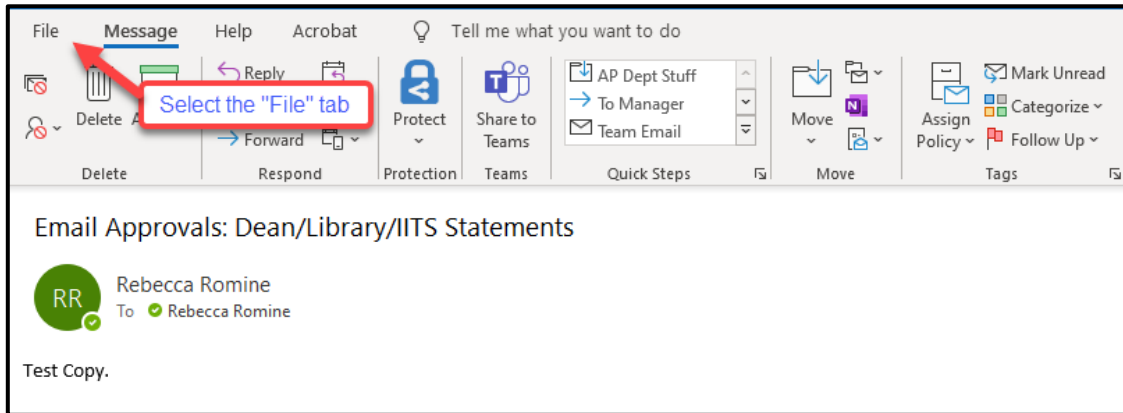 File Message Help Acrobat Tell me what you want to do
Reply
Select the "File" tab
Delete
Forward
Delete
Respond
Protect
Protection
Share to
Teams
Teams
AP Dept Stuff
To Manager
Team Email
Quick Steps
Move
Move
Assign
Policy
Mark Unread
Categorize
Follow Up
Tags
Email Approvals: Dean/Library/IITS Statements
RR
Rebecca Romine
To Rebecca Romine
Test Copy.